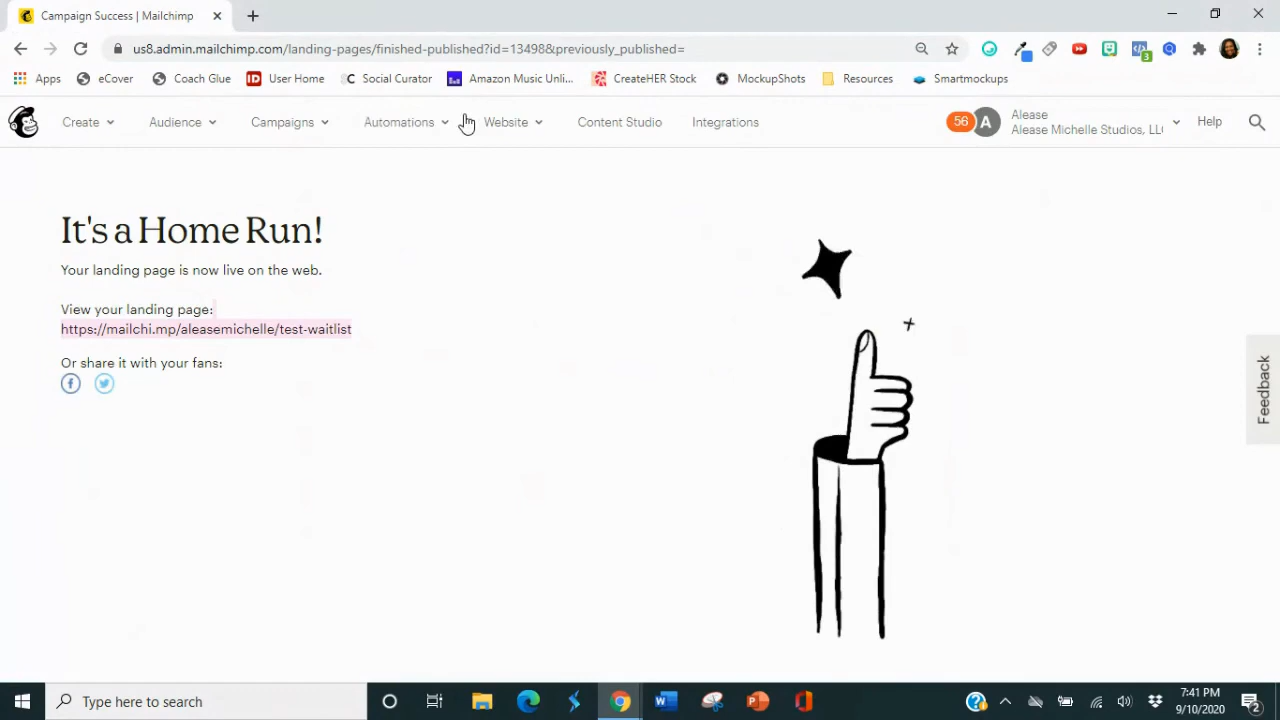 Campaign Success | Mailchimp
us8.admin.mailchimp.com/landing-pages/finished-published?id=13498&previously_published=
3
Apps eCover Coach Glue User Home Social Curator Amazon Music Unli... CreateHER Stock MockupShots Resources Smartmockups
Create Audience Campaigns Automations Website Content Studio Integrations 56 A Alease Help
Alease Michelle Studios, LLC
It's a Home Run!
Your landing page is now live on the web.
View your landing page:
https://mailchi.mp/aleasemichelle/test-waitlist
Or share it with your fans:
Feedback
Type here to search
7:41 PM
9/10/2020
2